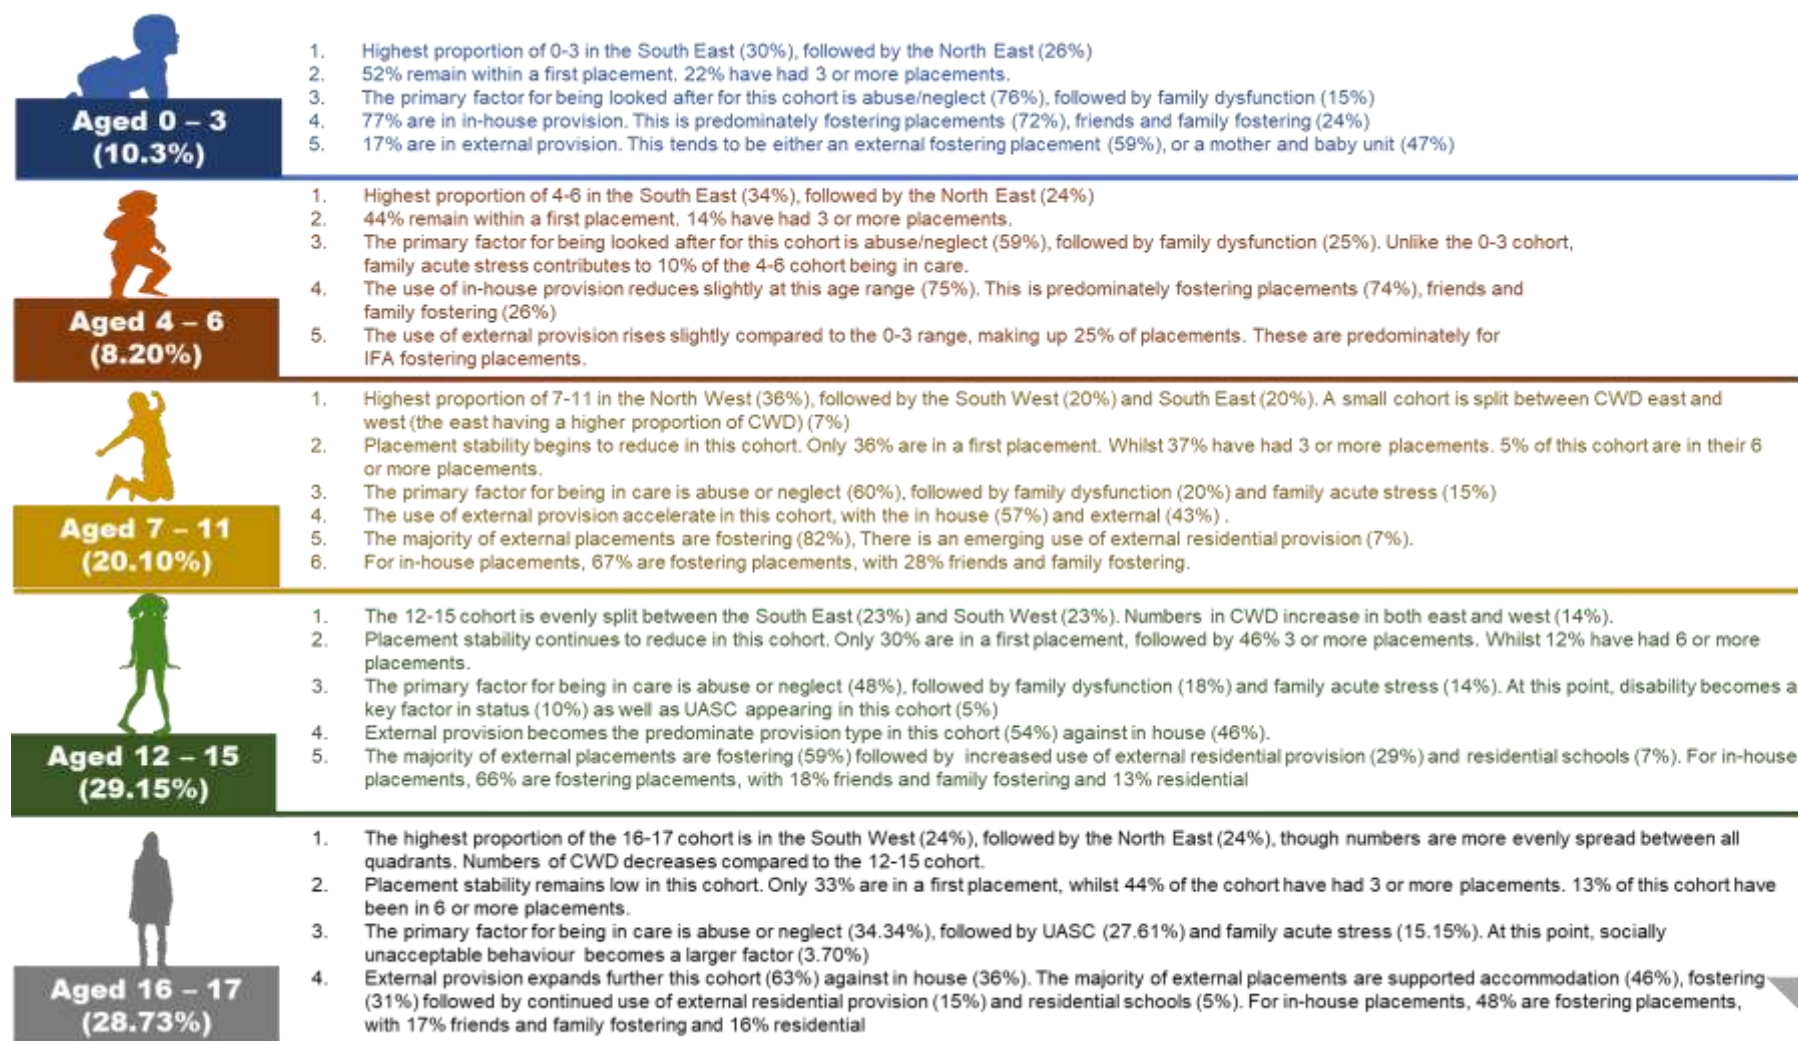 Aged 0 – 3
(10.3%)
1. Highest proportion of 0-3 in the South East (30%), followed by the North East (26%)
2. 52% remain within a first placement. 22% have had 3 or more placements.
3. The primary factor for being looked after for this cohort is abuse/neglect (76%), followed by family dysfunction (15%)
4. 77% are in in-house provision. This is predominately fostering placements (72%), friends and family fostering (24%)
5. 17% are in external provision. This tends to be either an external fostering placement (59%), or a mother and baby unit (47%)
Aged 4 – 6
(8.20%)
1. Highest proportion of 4-6 in the South East (34%), followed by the North East (24%)
2. 44% remain within a first placement. 14% have had 3 or more placements.
3. The primary factor for being looked after for this cohort is abuse/neglect (59%), followed by family dysfunction (25%). Unlike the 0-3 cohort,
family acute stress contributes to 10% of the 4-6 cohort being in care.
4. The use of in-house provision reduces slightly at this age range (75%). This is predominately fostering placements (74%), friends and
family fostering (26%)
5. The use of external provision rises slightly compared to the 0-3 range, making up 25% of placements. These are predominately for
IFA fostering placements.
Aged 7 – 11
(20.10%)
1. Highest proportion of 7-11 in the North West (36%), followed by the South West (20%) and South East (20%). A small cohort is split between CWD east and
west (the east having a higher proportion of CWD) (7%)
2. Placement stability begins to reduce in this cohort. Only 36% are in a first placement. Whilst 37% have had 3 or more placements. 5% of this cohort are in their 6
or more placements.
3. The primary factor for being in care is abuse or neglect (60%), followed by family dysfunction (20%) and family acute stress (15%)
4. The use of external provision accelerate in this cohort, with the in house (57%) and external (43%) .
5. The majority of external placements are fostering (82%), There is an emerging use of external residential provision (7%).
6. For in-house placements, 67% are fostering placements, with 28% friends and family fostering.
Aged 12 – 15
(29.15%)
1. The 12-15 cohort is evenly split between the South East (23%) and South West (23%). Numbers in CWD increase in both east and west (14%).
2. Placement stability continues to reduce in this cohort. Only 30% are in a first placement, followed by 46% 3 or more placements. Whilst 12% have had 6 or more
placements.
3. The primary factor for being in care is abuse or neglect (48%), followed by family dysfunction (18%) and family acute stress (14%). At this point, disability becomes a
key factor in status (10%) as well as UASC appearing in this cohort (5%)
4. External provision becomes the predominate provision type in this cohort (54%) against in house (46%).
5. The majority of external placements are fostering (59%) followed by increased use of external residential provision (29%) and residential schools (7%). For in-house
placements, 66% are fostering placements, with 18% friends and family fostering and 13% residential
Aged 16 – 17
(28.73%)
1. The highest proportion of the 16-17 cohort is in the South West (24%), followed by the North East (24%), though numbers are more evenly spread between all
quadrants. Numbers of CWD decreases compared to the 12-15 cohort.
2. Placement stability remains low in this cohort. Only 33% are in a first placement, whilst 44% of the cohort have had 3 or more placements. 13% of this cohort have
been in 6 or more placements.
3. The primary factor for being in care is abuse or neglect (34.34%), followed by UASC (27.61%) and family acute stress (15.15%). At this point, socially
unacceptable behaviour becomes a larger factor (3.70%)
4. External provision expands further this cohort (63%) against in house (36%). The majority of external placements are supported accommodation (46%), fostering
(31%) followed by continued use of external residential provision (15%) and residential schools (5%). For in-house placements, 48% are fostering placements,
with 17% friends and family fostering and 16% residential